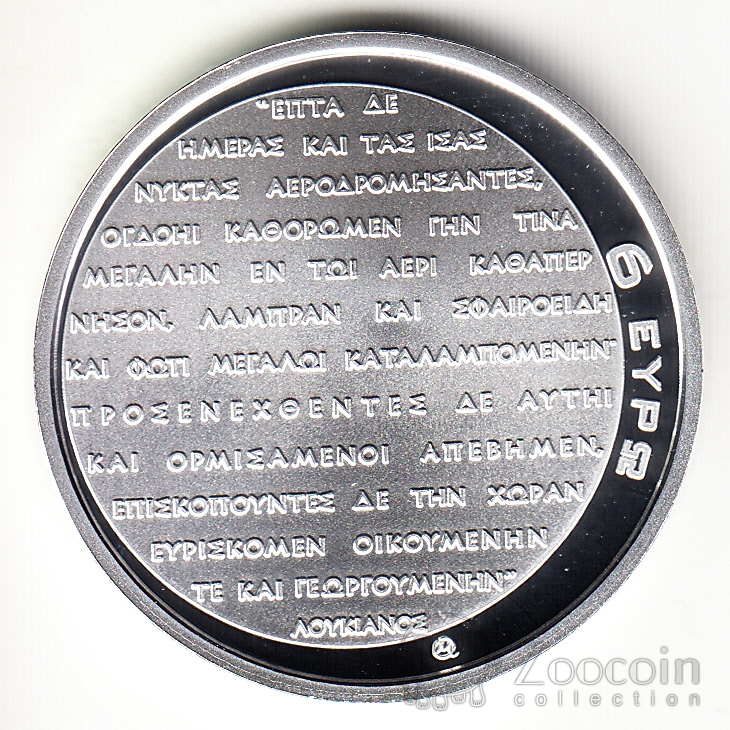 “ΕΠΤΑ ΔΕ
ΗΜΕΡΑΣ ΚΑΙ ΤΑΣ ΙΣΑΣ
ΝΥΚΤΑΣ ΑΕΡΟΔΡΟΜΗΣΑΝΤΕΣ,
ΟΓΔΟΗΙ ΚΑΘΟΡΩΜΕΝ ΓΗΝ ΤΙΝΑ
ΜΕΓΑΛΗΝ ΕΝ ΤΩΙ ΑΕΡΙ ΚΑΘΑΠΕΡ
ΝΗΣΟΝ, ΛΑΜΠΡΑΝ ΚΑΙ ΣΦΑΙΡΟΕΙΔΗ
ΚΑΙ ΦΩΤΙ ΜΕΓΑΛΩΙ ΚΑΤΑΛΑΜΠΟΜΕΝΗΝ·
ΠΡΟΣΕΝΕΧΘΕΝΤΕΣ ΔΕ ΑΥΤΗΙ
ΚΑΙ ΟΡΜΙΣΑΜΕΝΟΙ ΑΠΕΒΗΜΕΝ,
ΕΠΙΣΚΟΠΟΥΝΤΕΣ ΔΕ ΤΗΝ ΧΩΡΑΝ
ΕΥΡΙΣΚΟΜΕΝ ΟΙΚΟΥΜΕΝΗΝ
ΤΕ ΚΑΙ ΓΕΩΡΓΟΥΜΕΝΗΝ”
ΛΟΥΚΙΑΝΟΣ
6 ΕΥΡΩ
Zoocoin
collection